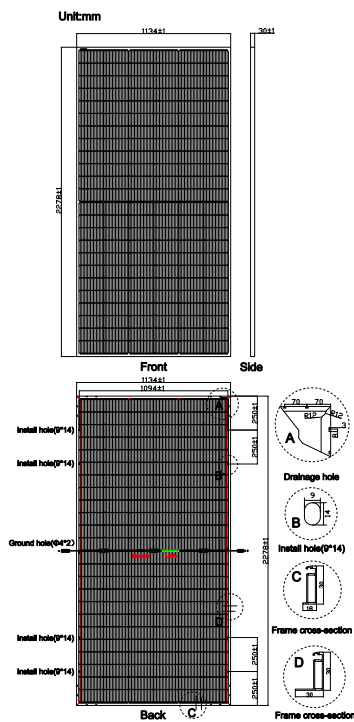 Unit:mm
1134±1
30±1
2278±1
Front
Side
1134±1
1094±1
A
250±1
250±1
Install hole(9*14)
Install hole(9*14)
B
Ground hole(Φ4*2)
2278±1
D
Install hole(9*14)
Install hole(9*14)
250±1
250±1
C
Back
70
70
R12
R12
3
A
Drainage hole
9
14
B
Install hole(9*14)
C
30
18
Frame cross-section
D
30
30
Frame cross-section